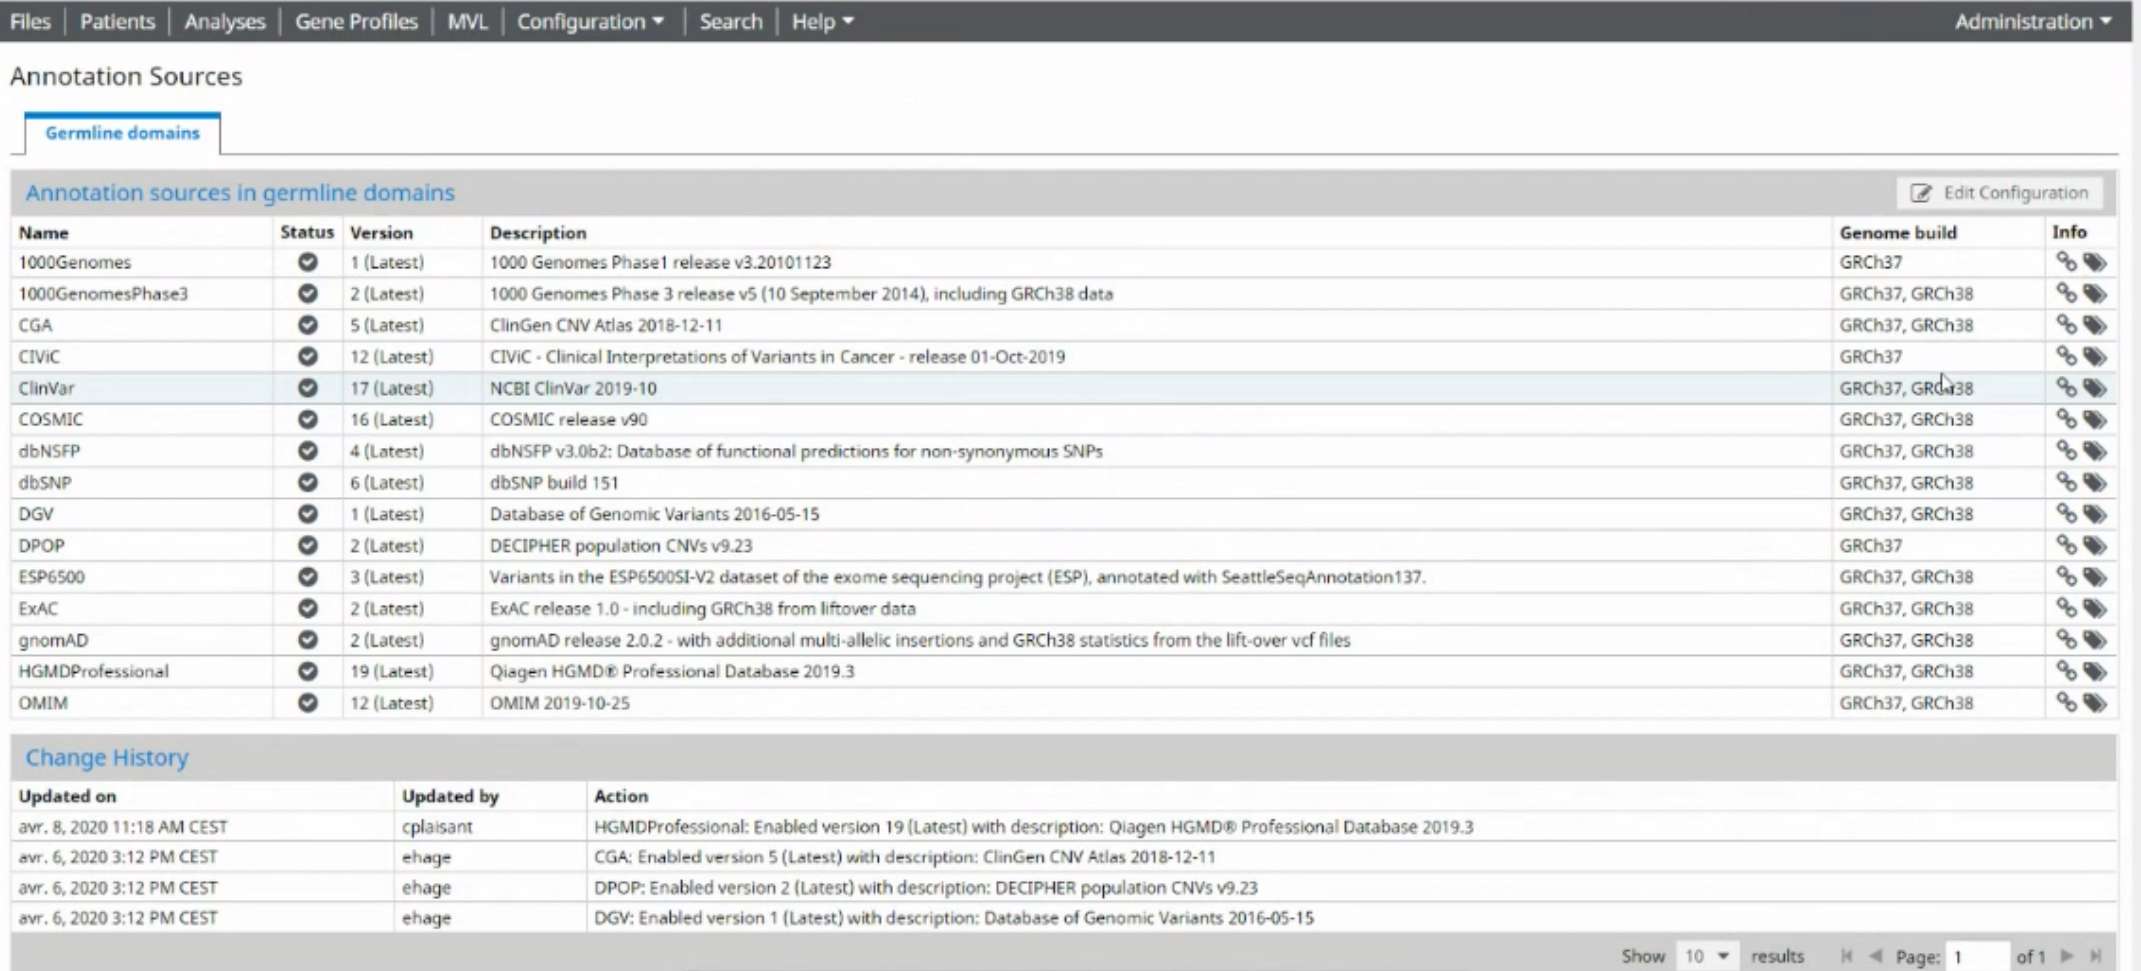 Files Patients Analyses Gene Profiles MVL Configuration Search Help Administration
Annotation Sources
Germline domains
Annotation sources in germline domains Edit Configuration
Name Status Version Description Genome build Info
1000Genomes 1 (Latest) 1000 Genomes Phase1 release v3.20101123 GRCh37
1000GenomesPhase3 2 (Latest) 1000 Genomes Phase 3 release v5 (10 September 2014), including GRCh38 data GRCh37, GRCh38
CGA 5 (Latest) ClinGen CNV Atlas 2018-12-11 GRCh37, GRCh38
CIViC 12 (Latest) CIViC - Clinical Interpretations of Variants in Cancer - release 01-Oct-2019 GRCh37
ClinVar 17 (Latest) NCBI ClinVar 2019-10 GRCh37, GRCh38
COSMIC 16 (Latest) COSMIC release v90 GRCh37, GRCh38
dbNSFP 4 (Latest) dbNSFP v3.0b2: Database of functional predictions for non-synonymous SNPs GRCh37, GRCh38
dbSNP 6 (Latest) dbSNP build 151 GRCh37, GRCh38
DGV 1 (Latest) Database of Genomic Variants 2016-05-15 GRCh37, GRCh38
DPOP 2 (Latest) DECIPHER population CNVs v9.23 GRCh37
ESP6500 3 (Latest) Variants in the ESP6500SI-V2 dataset of the exome sequencing project (ESP), annotated with SeattleSeqAnnotation137. GRCh37, GRCh38
ExAC 2 (Latest) ExAC release 1.0 - including GRCh38 from liftover data GRCh37, GRCh38
gnomAD 2 (Latest) gnomAD release 2.0.2 - with additional multi-allelic insertions and GRCh38 statistics from the lift-over vcf files GRCh37, GRCh38
HGMDProfessional 19 (Latest) Qiagen HGMD® Professional Database 2019.3 GRCh37, GRCh38
OMIM 12 (Latest) OMIM 2019-10-25 GRCh37, GRCh38
Change History
Updated on Updated by Action
avr. 8, 2020 11:18 AM CEST cplaisant HGMDProfessional: Enabled version 19 (Latest) with description: Qiagen HGMD® Professional Database 2019.3
avr. 6, 2020 3:12 PM CEST ehage CGA: Enabled version 5 (Latest) with description: ClinGen CNV Atlas 2018-12-11
avr. 6, 2020 3:12 PM CEST ehage DPOP: Enabled version 2 (Latest) with description: DECIPHER population CNVs v9.23
avr. 6, 2020 3:12 PM CEST ehage DGV: Enabled version 1 (Latest) with description: Database of Genomic Variants 2016-05-15
Show 10 results Page: 1 of 1